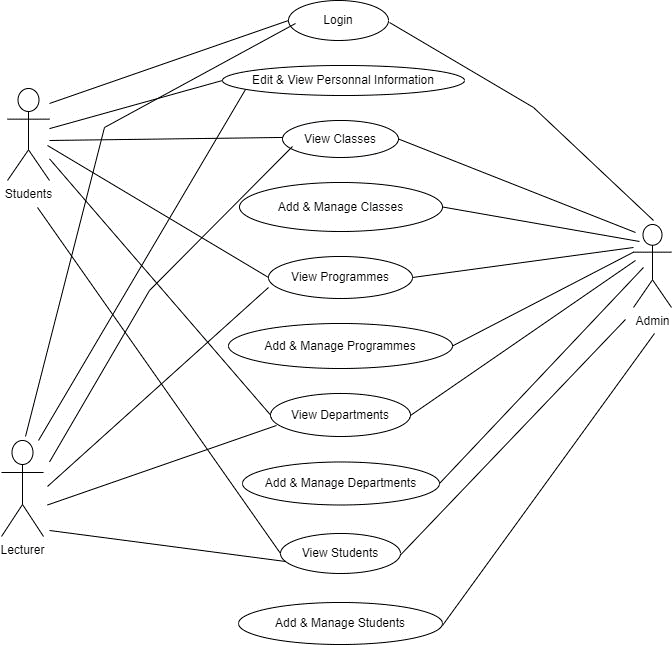 Login
Edit & View Personnal Information
View Classes
Students
Add & Manage Classes
View Programmes
Admin
Add & Manage Programmes
View Departments
Add & Manage Departments
Lecturer
View Students
Add & Manage Students